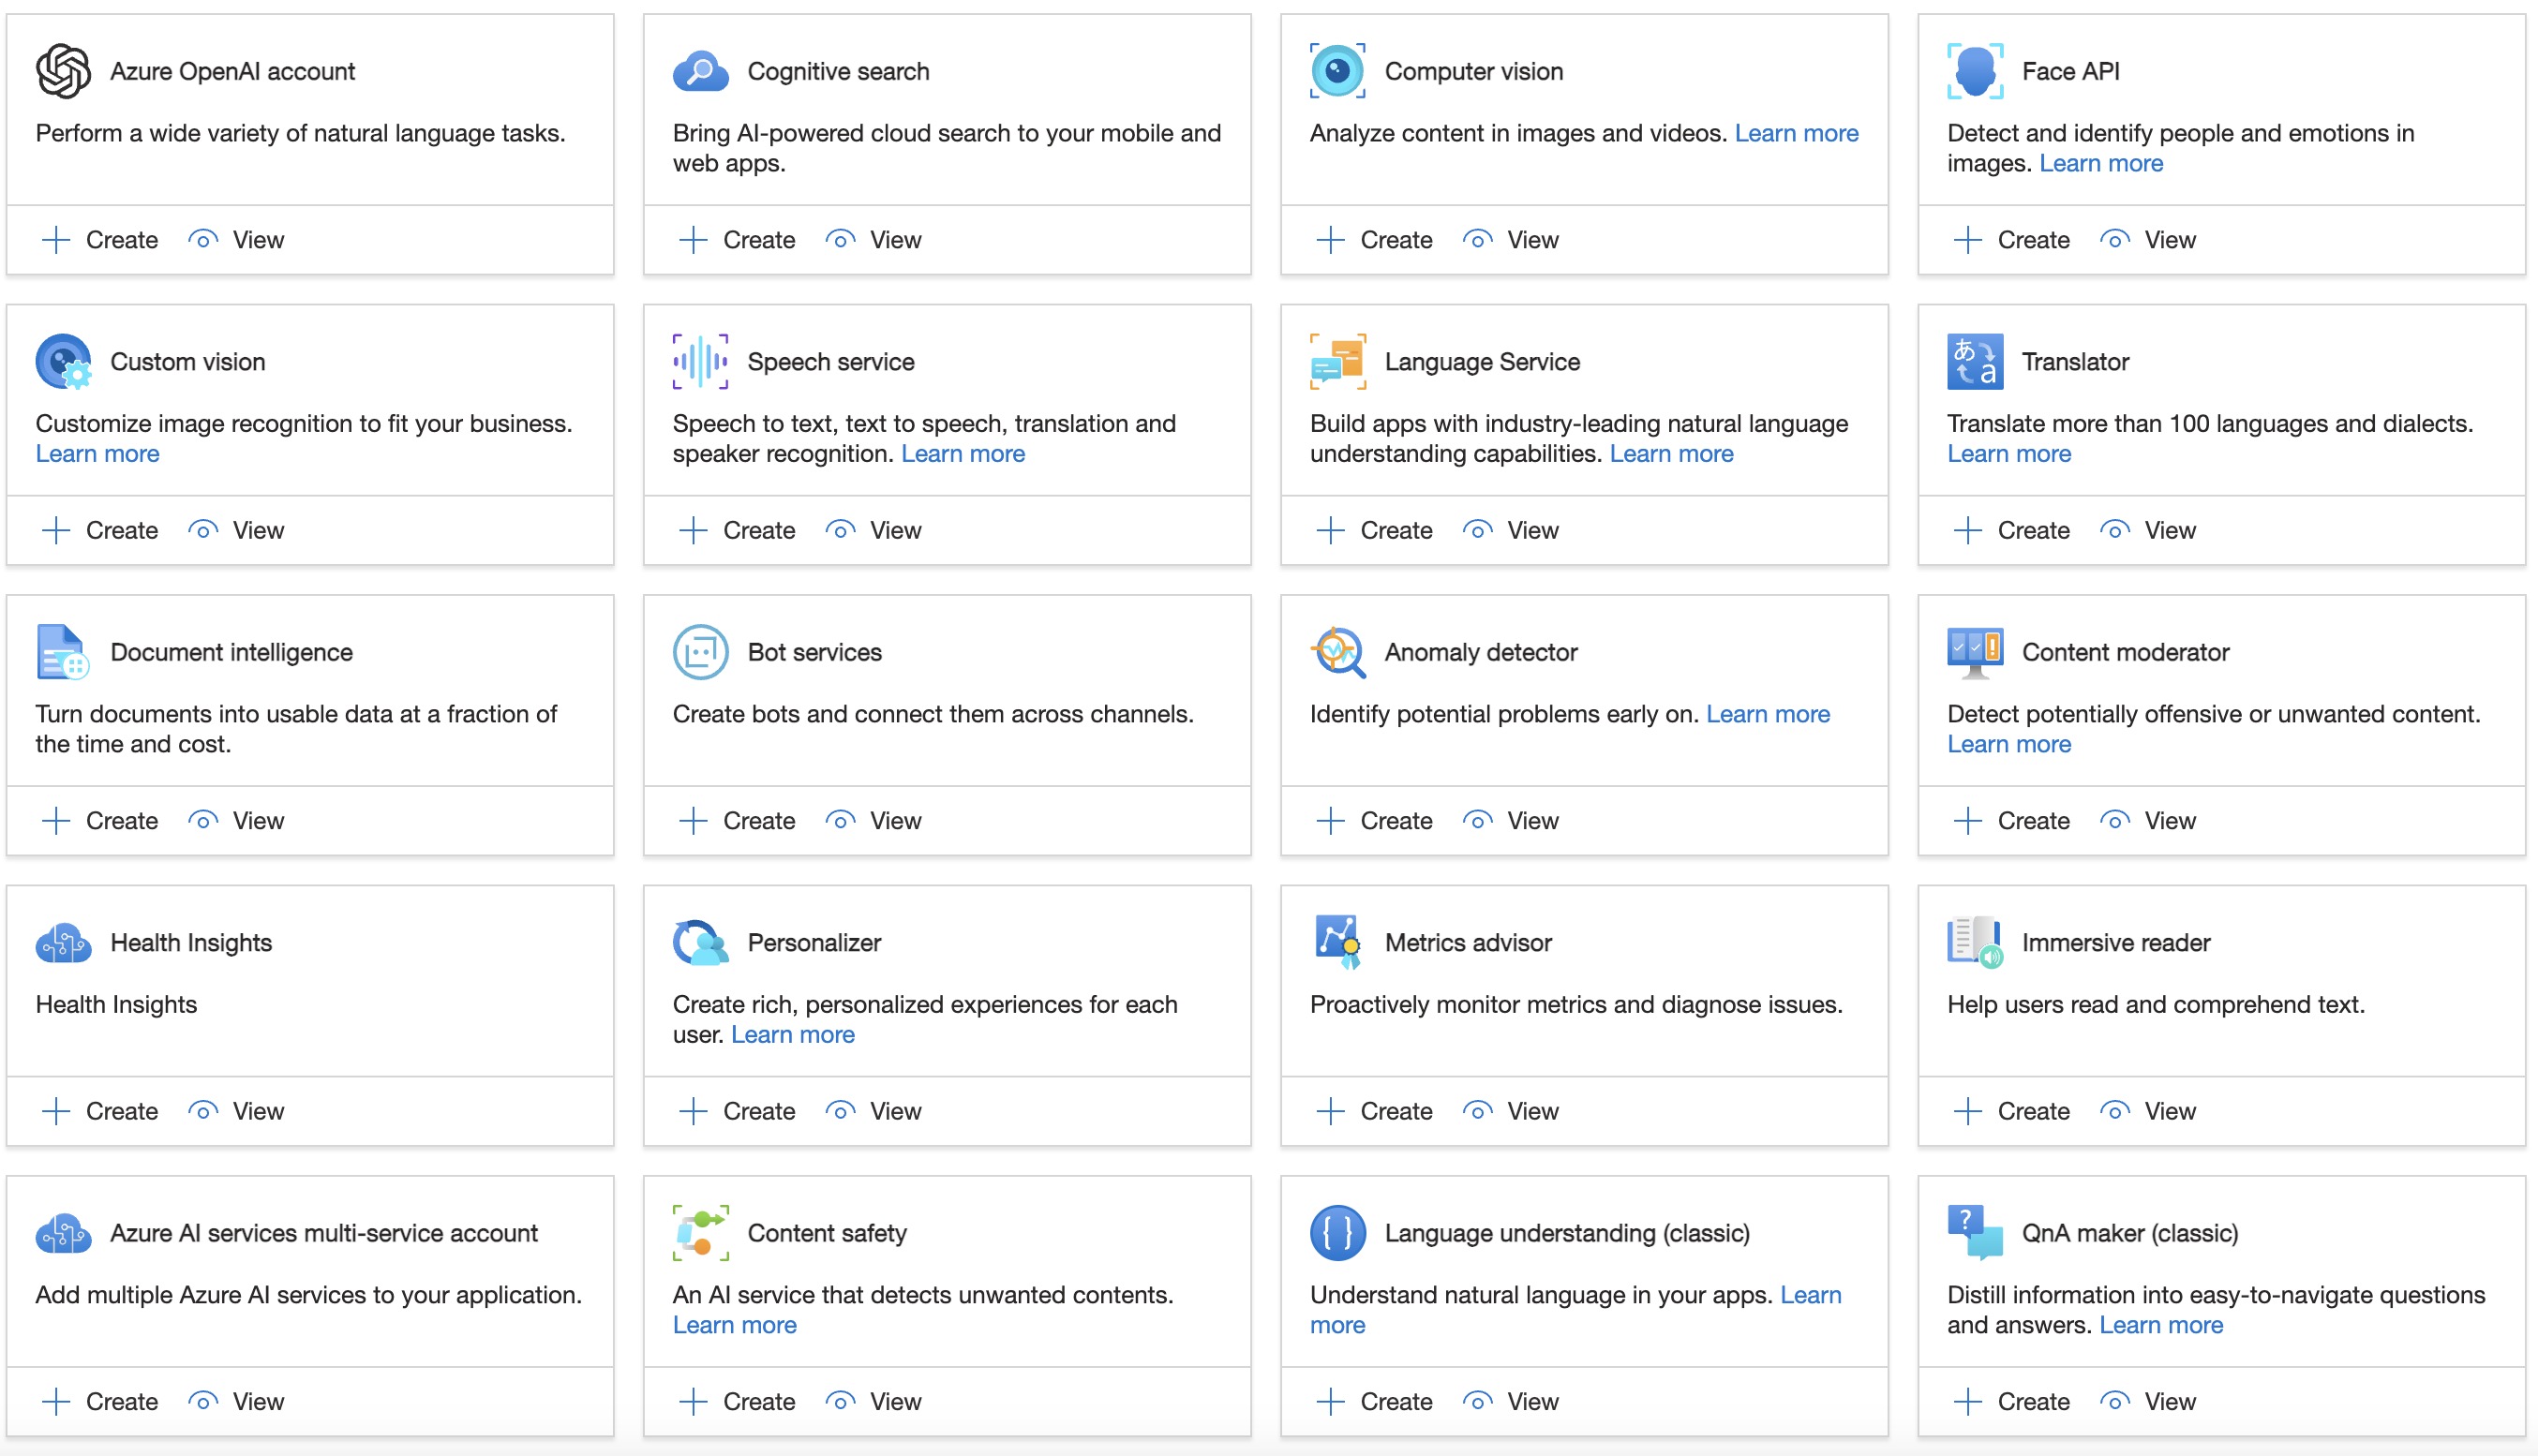 Azure OpenAI account
Perform a wide variety of natural language tasks.
Create View
Cognitive search
Bring AI-powered cloud search to your mobile and
web apps.
Create View
Computer vision
Analyze content in images and videos. Learn more
Create View
Face API
Detect and identify people and emotions in
images. Learn more
Create View
Custom vision
Customize image recognition to fit your business.
Learn more
Create View
Speech service
Speech to text, text to speech, translation and
speaker recognition. Learn more
Create View
Language Service
Build apps with industry-leading natural language
understanding capabilities. Learn more
Create View
あ
a
Translator
Translate more than 100 languages and dialects.
Learn more
Create View
Document intelligence
Turn documents into usable data at a fraction of
the time and cost.
Create View
Bot services
Create bots and connect them across channels.
Create View
Anomaly detector
Identify potential problems early on. Learn more
Create View
Content moderator
Detect potentially offensive or unwanted content.
Learn more
Create View
Health Insights
Health Insights
Create View
Personalizer
Create rich, personalized experiences for each
user. Learn more
Create View
Metrics advisor
Proactively monitor metrics and diagnose issues.
Create View
Immersive reader
Help users read and comprehend text.
Create View
Azure AI services multi-service account
Add multiple Azure AI services to your application.
Create View
Content safety
An AI service that detects unwanted contents.
Learn more
Create View
{} Language understanding (classic)
Understand natural language in your apps. Learn
more
Create View
? QnA maker (classic)
Distill information into easy-to-navigate questions
and answers. Learn more
Create View